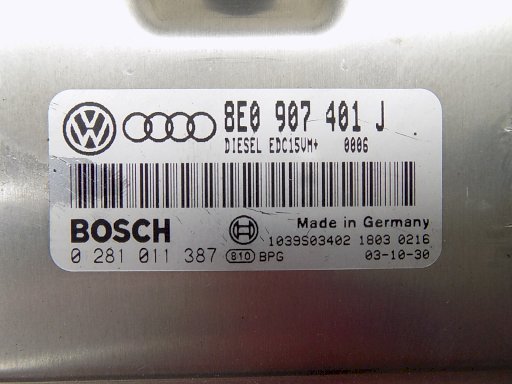 8E0 907 401 J
DIESEL EDC15VM+ 0006
BOSCH
Made in Germany
1039S03402 1803 0216
0 281 011 387 810 BPG 03-10-30